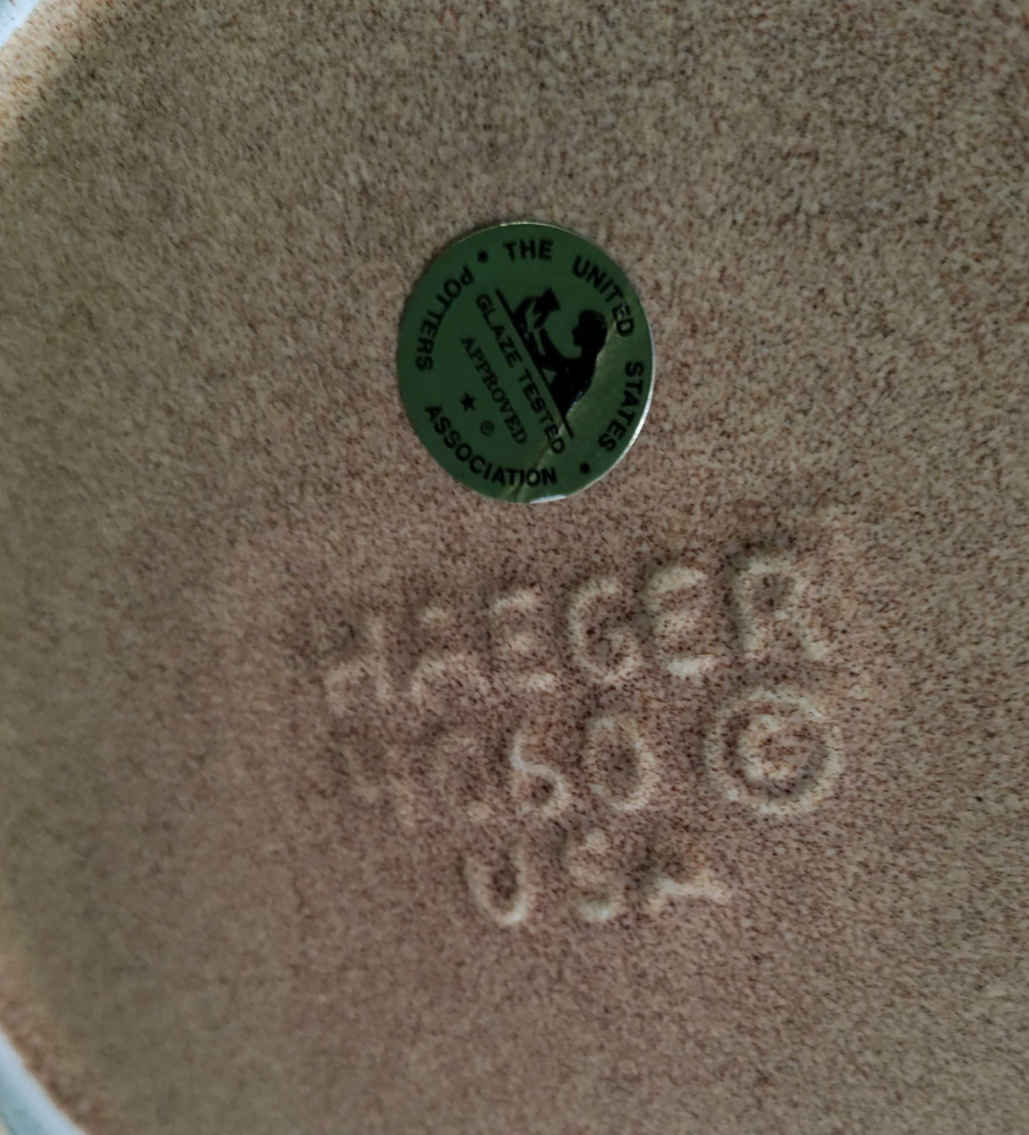 THE UNITED STATES
POTTERS ASSOCIATION
GLAZE TESTED
APPROVED
®
HAEGER
©
USA